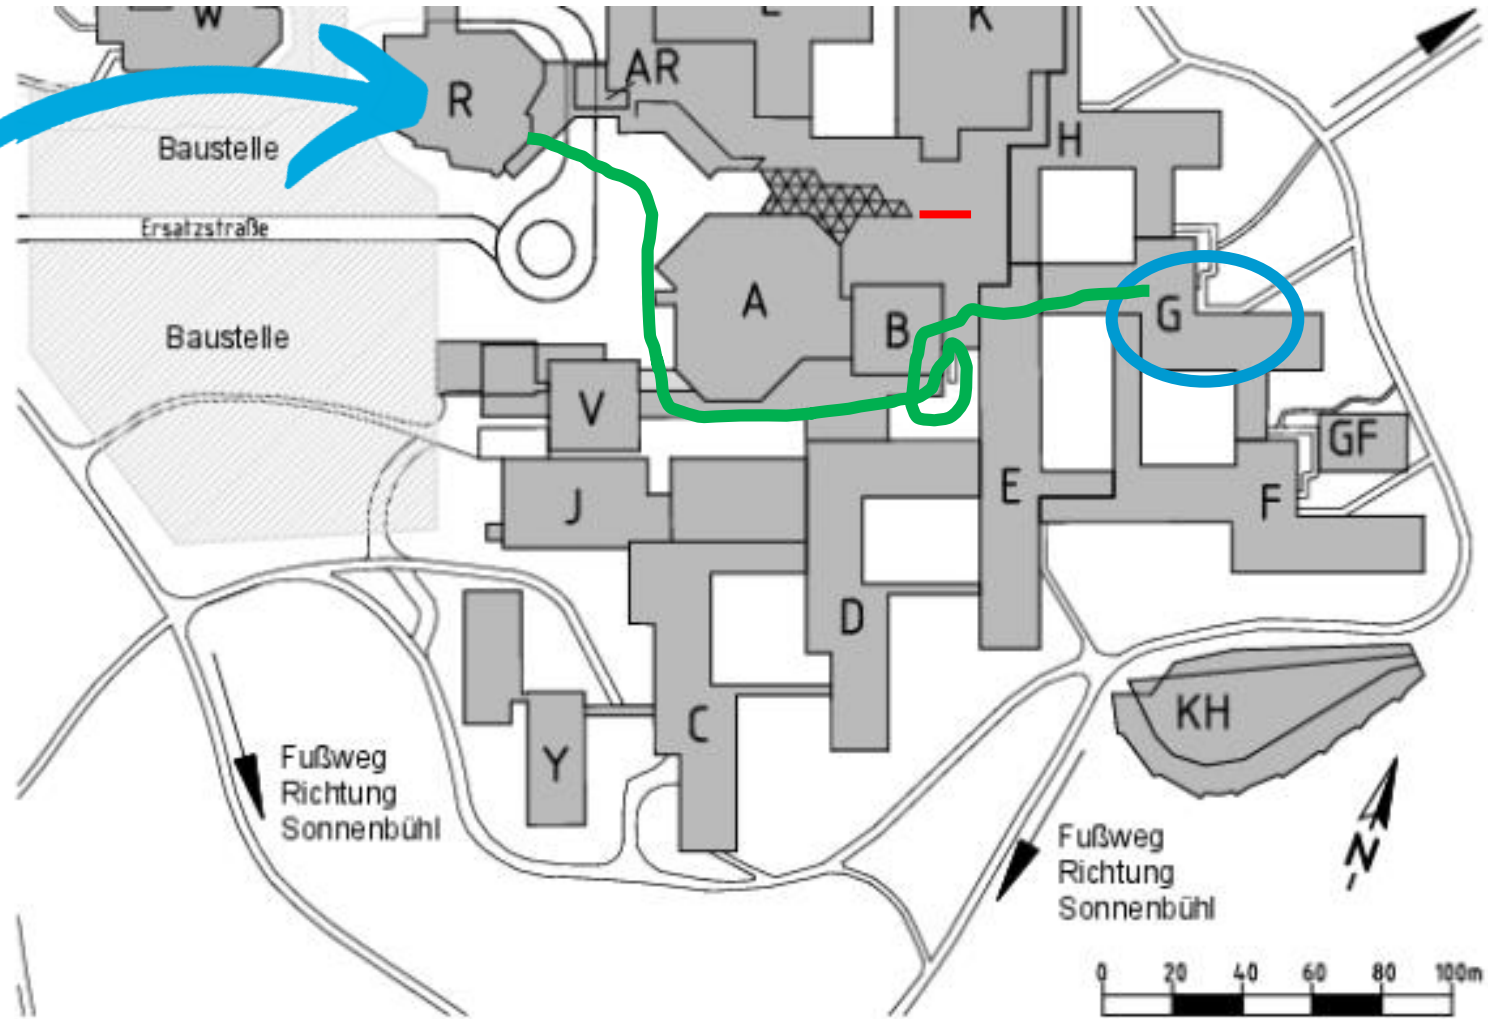 W
L
K
AR
R
H
Baustelle
Ersatzstraße
A
G
B
Baustelle
V
GF
E
F
J
D
C
KH
Y
Fußweg
Richtung
Sonnenbühl
Fußweg
Richtung
Sonnenbühl
N
0 20 40 60 80 100m